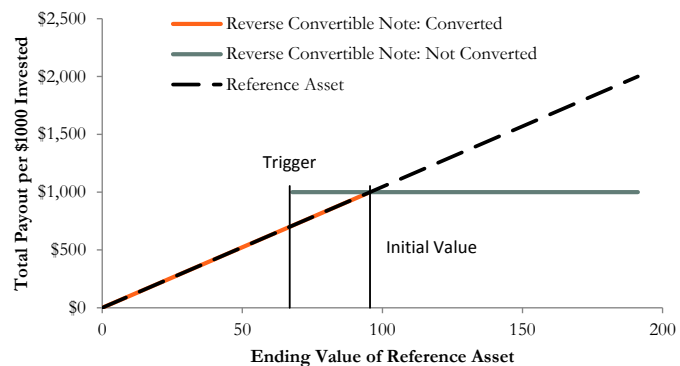 $2,500
Reverse Convertible Note: Converted
Reverse Convertible Note: Not Converted
Reference Asset
$2,000
$1,500
Trigger
$1,000
Initial Value
$500
$0
0
50
100
150
200
Total Payout per $1000 Invested
Ending Value of Reference Asset